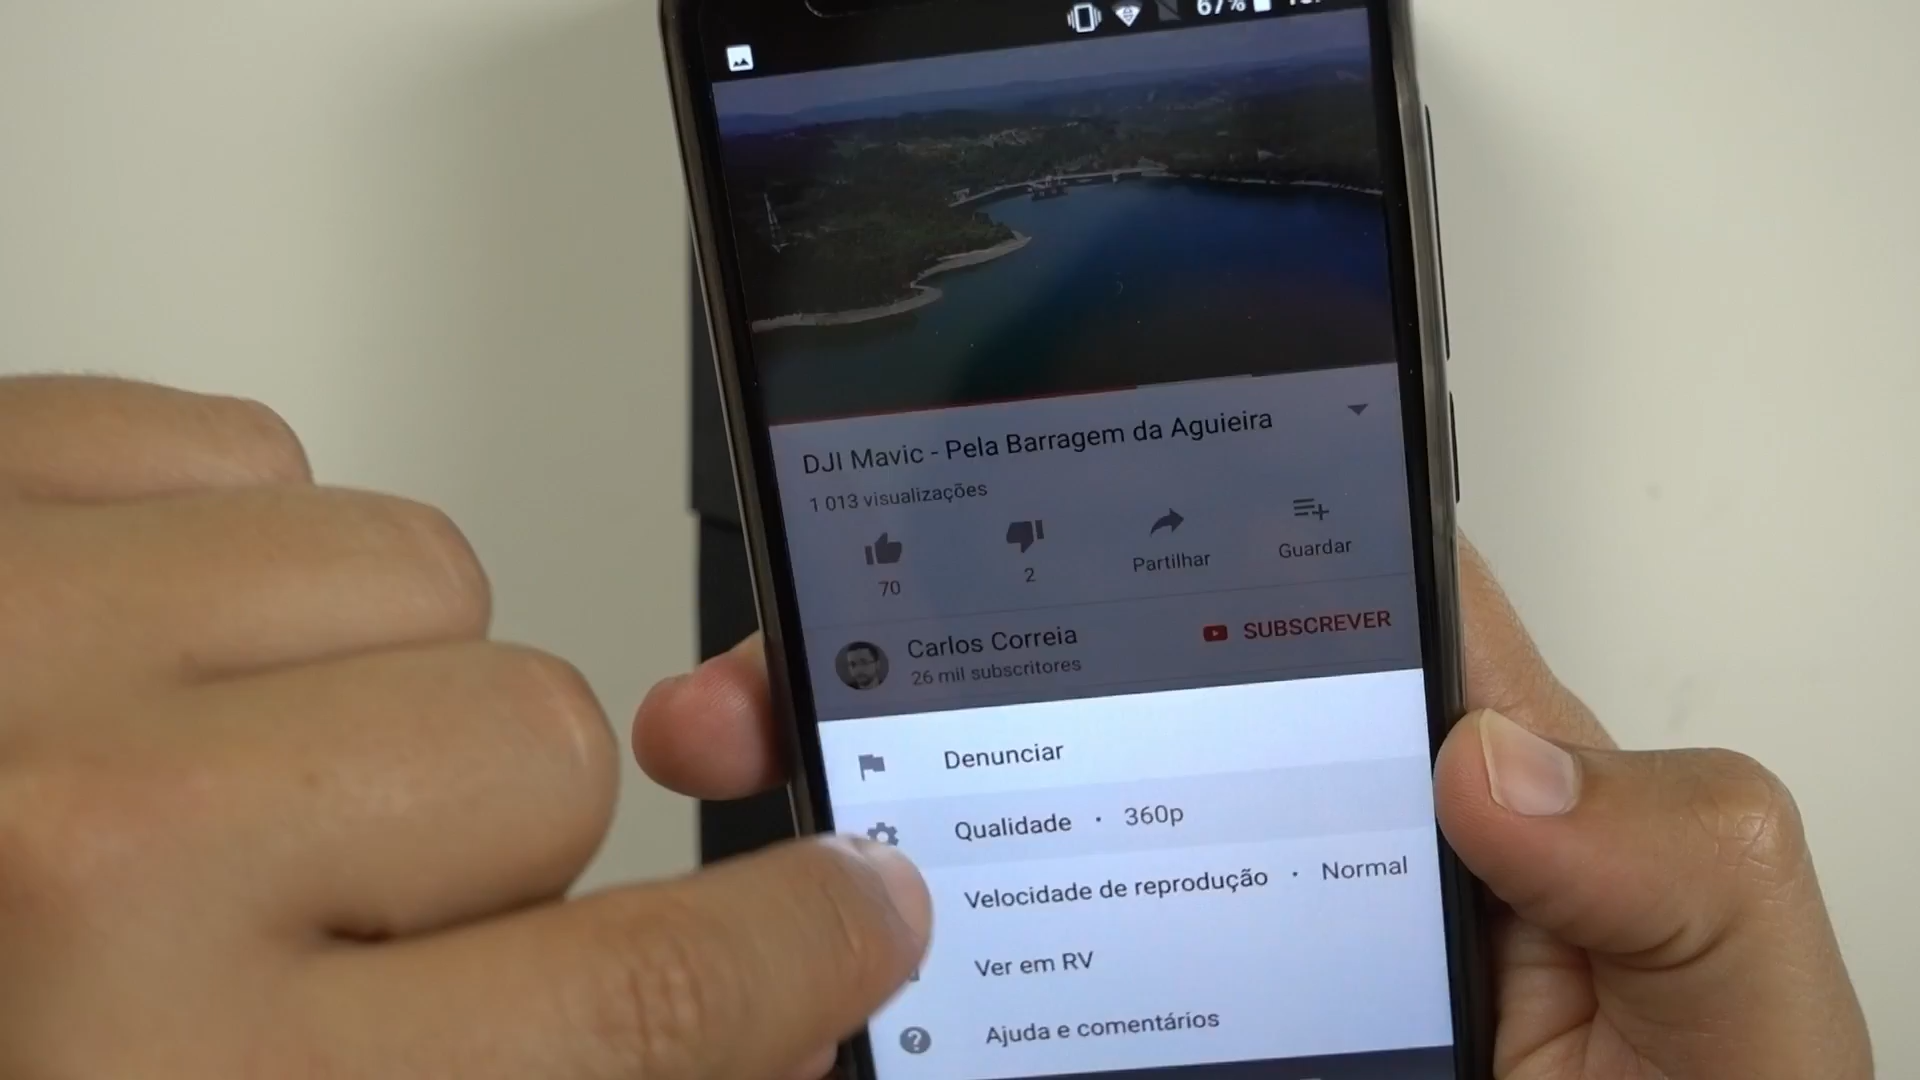 67%
DJI Mavic - Pela Barragem da Aguieira
1 013 visualizações
70
2
Partilhar
Guardar
Carlos Correia
26 mil subscritores
SUBSCREVER
Denunciar
Qualidade · 360p
Velocidade de reprodução · Normal
Ver em RV
Ajuda e comentários